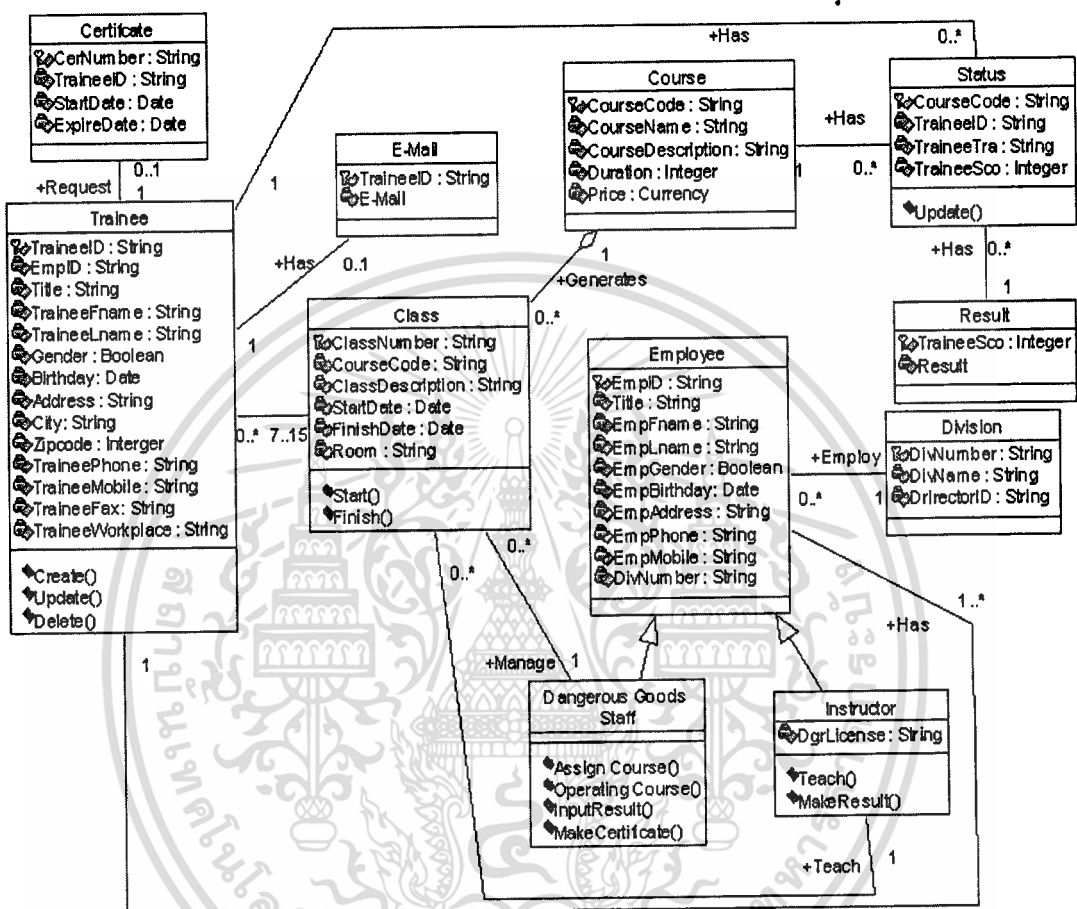 Certifcate
CerNumber : String
TraineeID : String
StartDate : Date
ExpireDate : Date
0..1
+Request
1
Trainee
TraineeID : String
EmpID : String
Title : String
TraineeFname : String
TraineeLname : String
Gender : Boolean
Birthday : Date
Address : String
City : String
Zipcode : Interger
TraineePhone : String
TraineeMobile : String
TraineeFax : String
TraineeWorkplace : String
Create()
Update()
Delete()
1
+Has
0..*
1
E-Mail
TraineeID : String
E-Mail
+Has
0..1
1
Course
CourseCode : String
CourseName : String
CourseDescription : String
Duration : Integer
Price : Currency
+Has
1
0..*
Status
CourseCode : String
TraineeID : String
TraineeTra : String
TraineeSco : Integer
Update()
+Has
0..*
1
Result
TraineeSco : Integer
Result
1
+Generates
0..*
Class
ClassNumber : String
CourseCode : String
ClassDescription : String
StartDate : Date
FinishDate : Date
Room : String
Start()
Finish()
0..*
7..15
Employee
EmpID : String
Title : String
EmpFname : String
EmpLname : String
EmpGender : Boolean
EmpBirthday : Date
EmpAddress : String
EmpPhone : String
EmpMobile : String
DivNumber : String
+Employ
0..*
1
Division
DivNumber : String
DivName : String
DrirectorID : String
0..*
0..*
+Manage
1
1..*
+Has
Dangerous Goods
Staff
Assign Course()
Operating Course()
InputResult()
MakeCertifcate()
Instructor
DgrLicense : String
Teach()
MakeResult()
+Teach
1